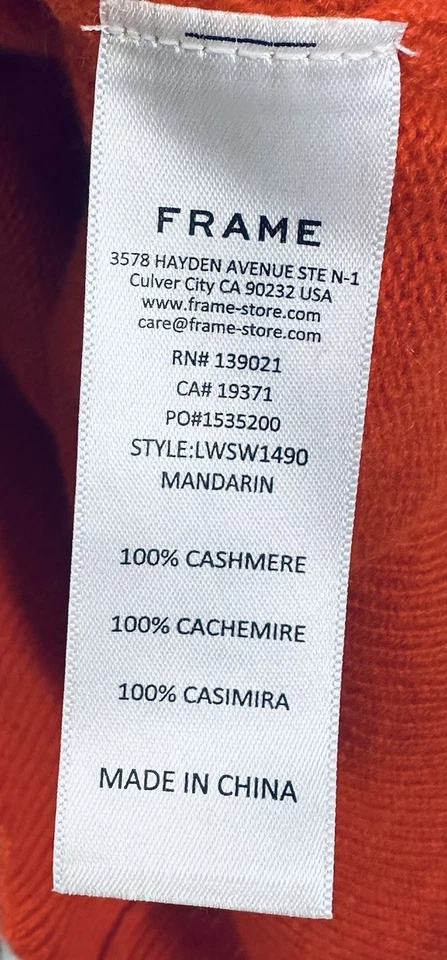 FRAME
3578 HAYDEN AVENUE STE N-1
Culver City CA 90232 USA
www.frame-store.com
care@frame-store.com
RN# 139021
CA# 19371
PO#1535200
STYLE:LWSW1490
MANDARIN
100% CASHMERE
100% CACHEMIRE
100% CASIMIRA
MADE IN CHINA